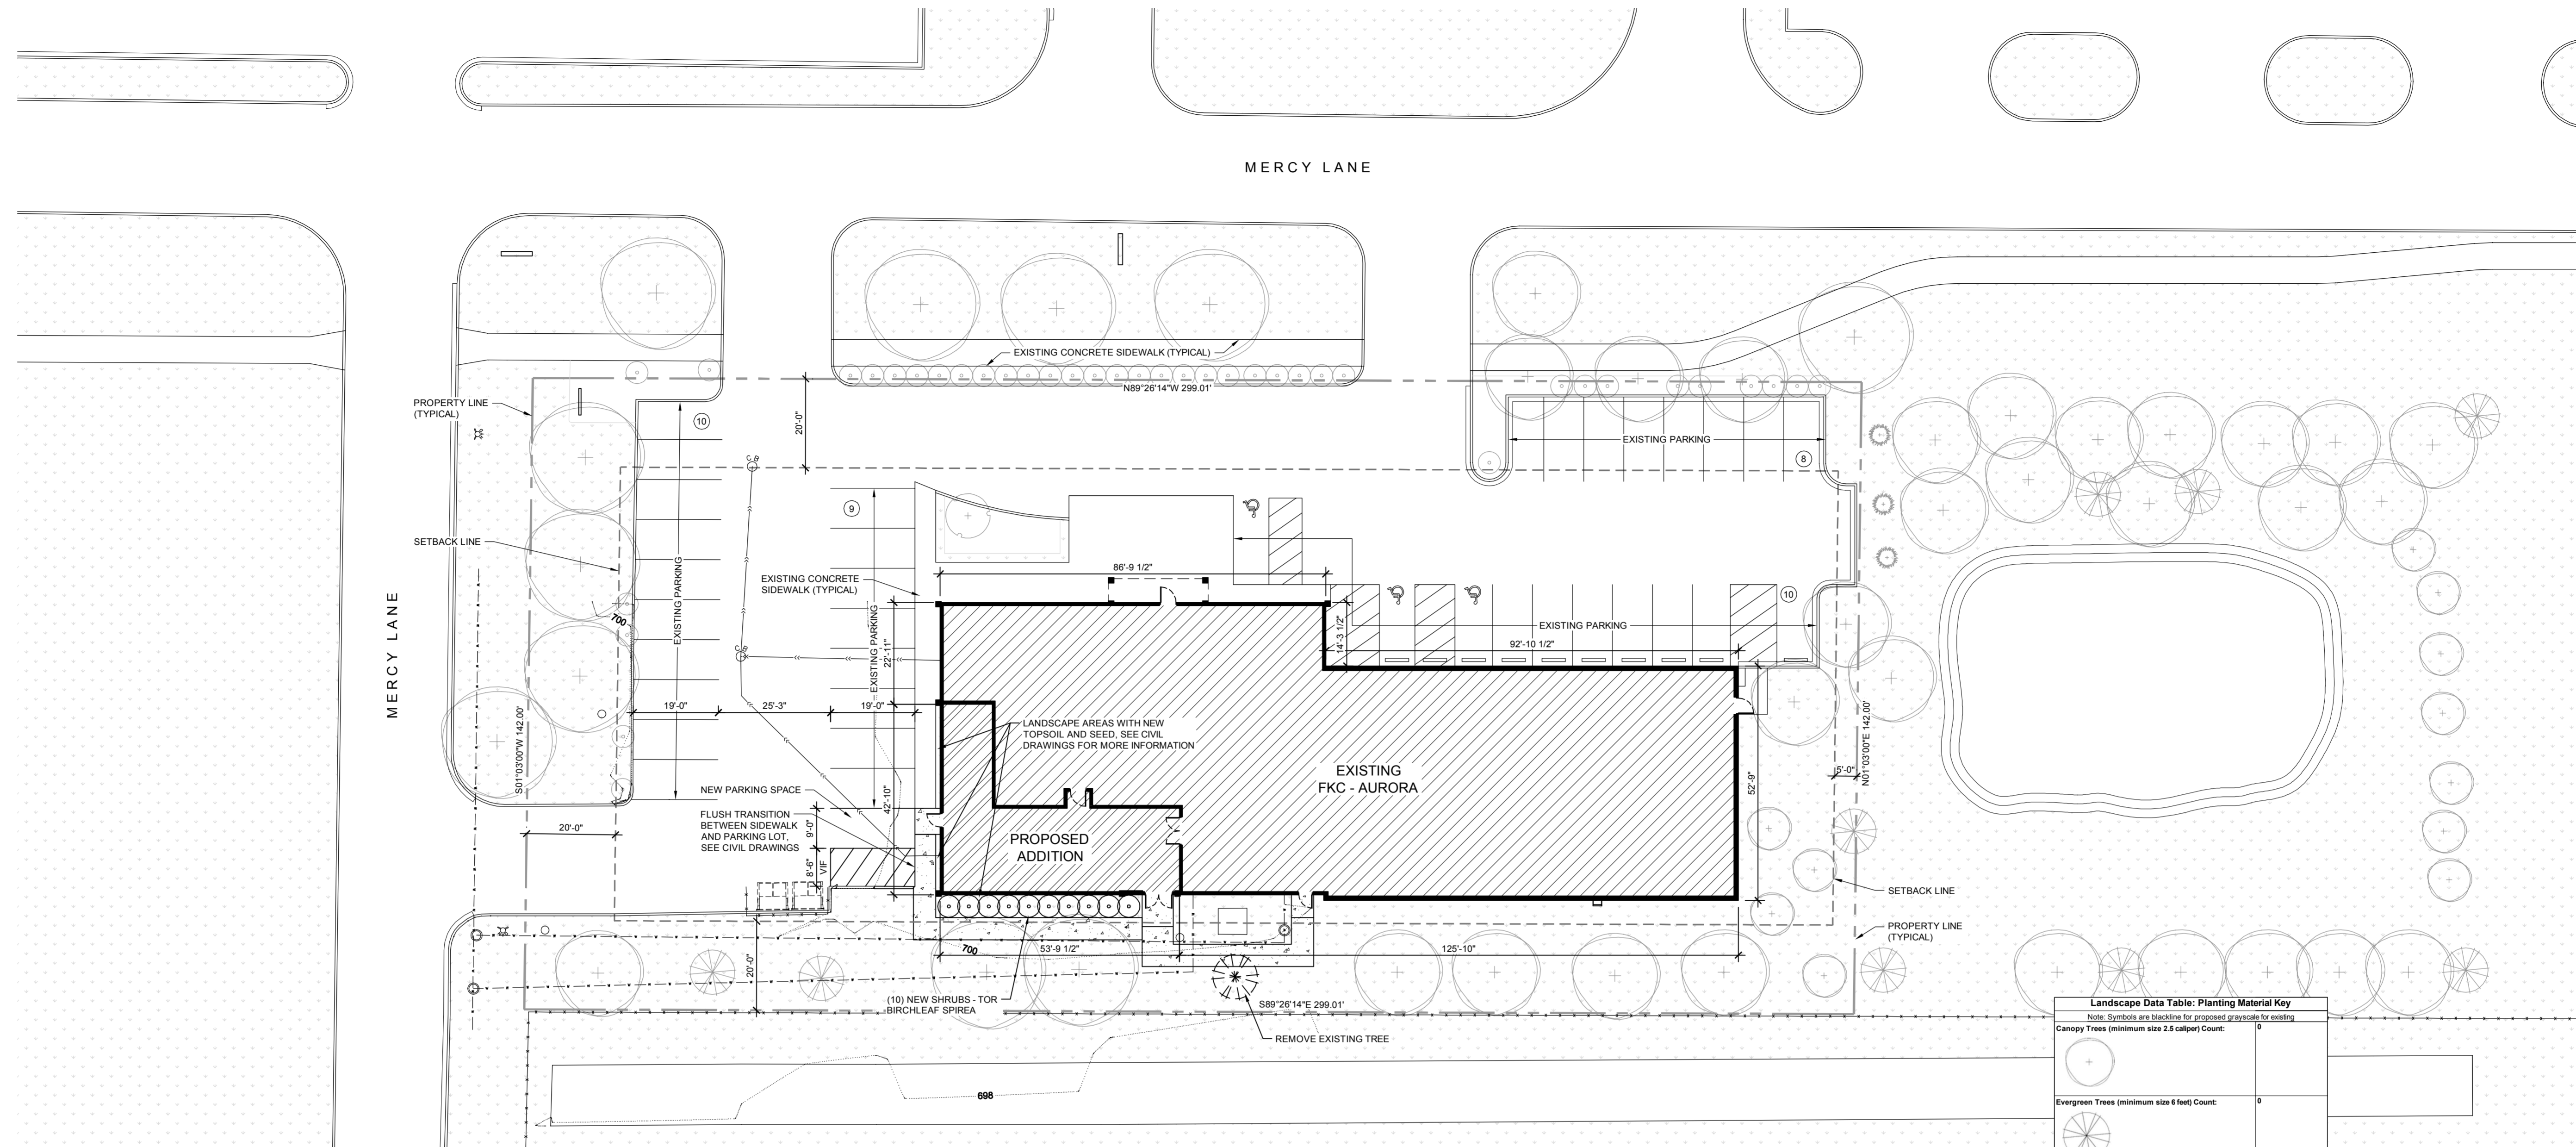 MERCY LANE
EXISTING CONCRETE SIDEWALK (TYPICAL)
N89°26'14"W 299.01'
PROPERTY LINE
(TYPICAL)
10
20'-0"
EXISTING PARKING
8
C B
9
SETBACK LINE
EXISTING PARKING
EXISTING CONCRETE
SIDEWALK (TYPICAL)
86'-9 1/2"
10
700
EXISTING PARKING
22'-11"
14'-3 1/2"
EXISTING PARKING
92'-10 1/2"
C B
MERCY LANE
19'-0"
25'-3"
19'-0"
S01°03'00"W 142.00'
N01°03'00"E 142.00'
LANDSCAPE AREAS WITH NEW
TOPSOIL AND SEED, SEE CIVIL
DRAWINGS FOR MORE INFORMATION
EXISTING
FKC - AURORA
5'-0"
52'-9"
NEW PARKING SPACE
42'-10"
FLUSH TRANSITION
BETWEEN SIDEWALK
AND PARKING LOT,
SEE CIVIL DRAWINGS
9'-0"
20'-0"
PROPOSED
ADDITION
8'-6"
VIF
SETBACK LINE
PROPERTY LINE
(TYPICAL)
700
53'-9 1/2"
125'-10"
20'-0"
(10) NEW SHRUBS - TOR
BIRCHLEAF SPIREA
S89°26'14"E 299.01'
REMOVE EXISTING TREE
698
Landscape Data Table: Planting Material Key
Note: Symbols are blackline for proposed grayscale for existing
Canopy Trees (minimum size 2.5 caliper) Count: 0
Evergreen Trees (minimum size 6 feet) Count: 0